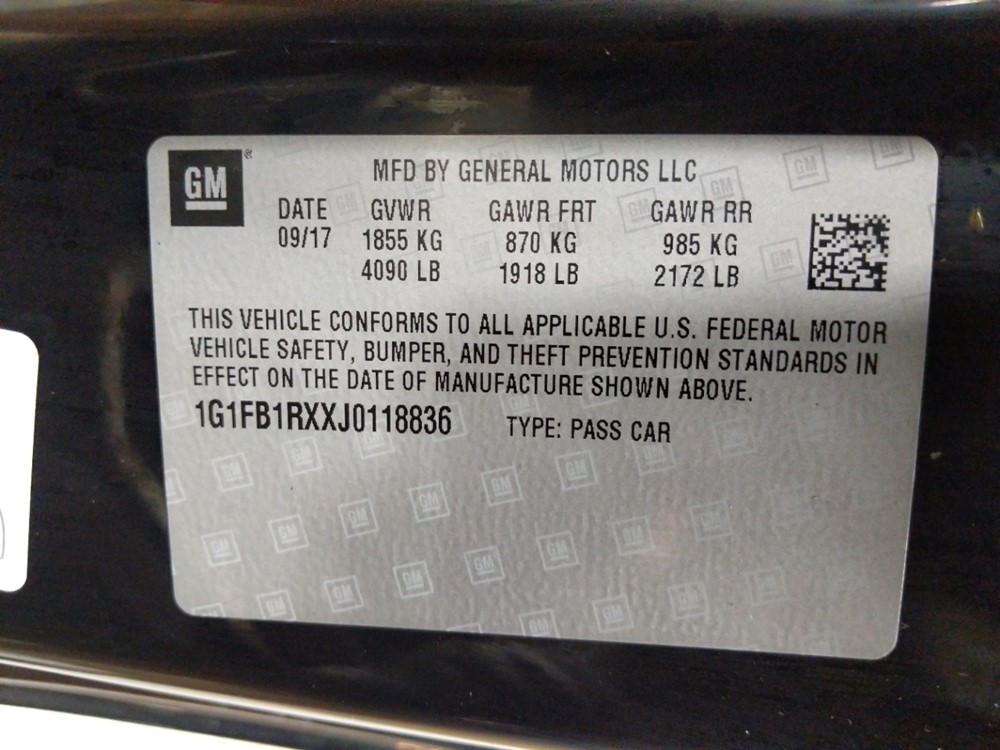 GM
MFD BY GENERAL MOTORS LLC
DATE GVWR GAWR FRT GAWR RR
09/17 1855 KG 870 KG 985 KG
4090 LB 1918 LB 2172 LB
THIS VEHICLE CONFORMS TO ALL APPLICABLE U.S. FEDERAL MOTOR
VEHICLE SAFETY, BUMPER, AND THEFT PREVENTION STANDARDS IN
EFFECT ON THE DATE OF MANUFACTURE SHOWN ABOVE.
1G1FB1RXXJ0118836 TYPE: PASS CAR